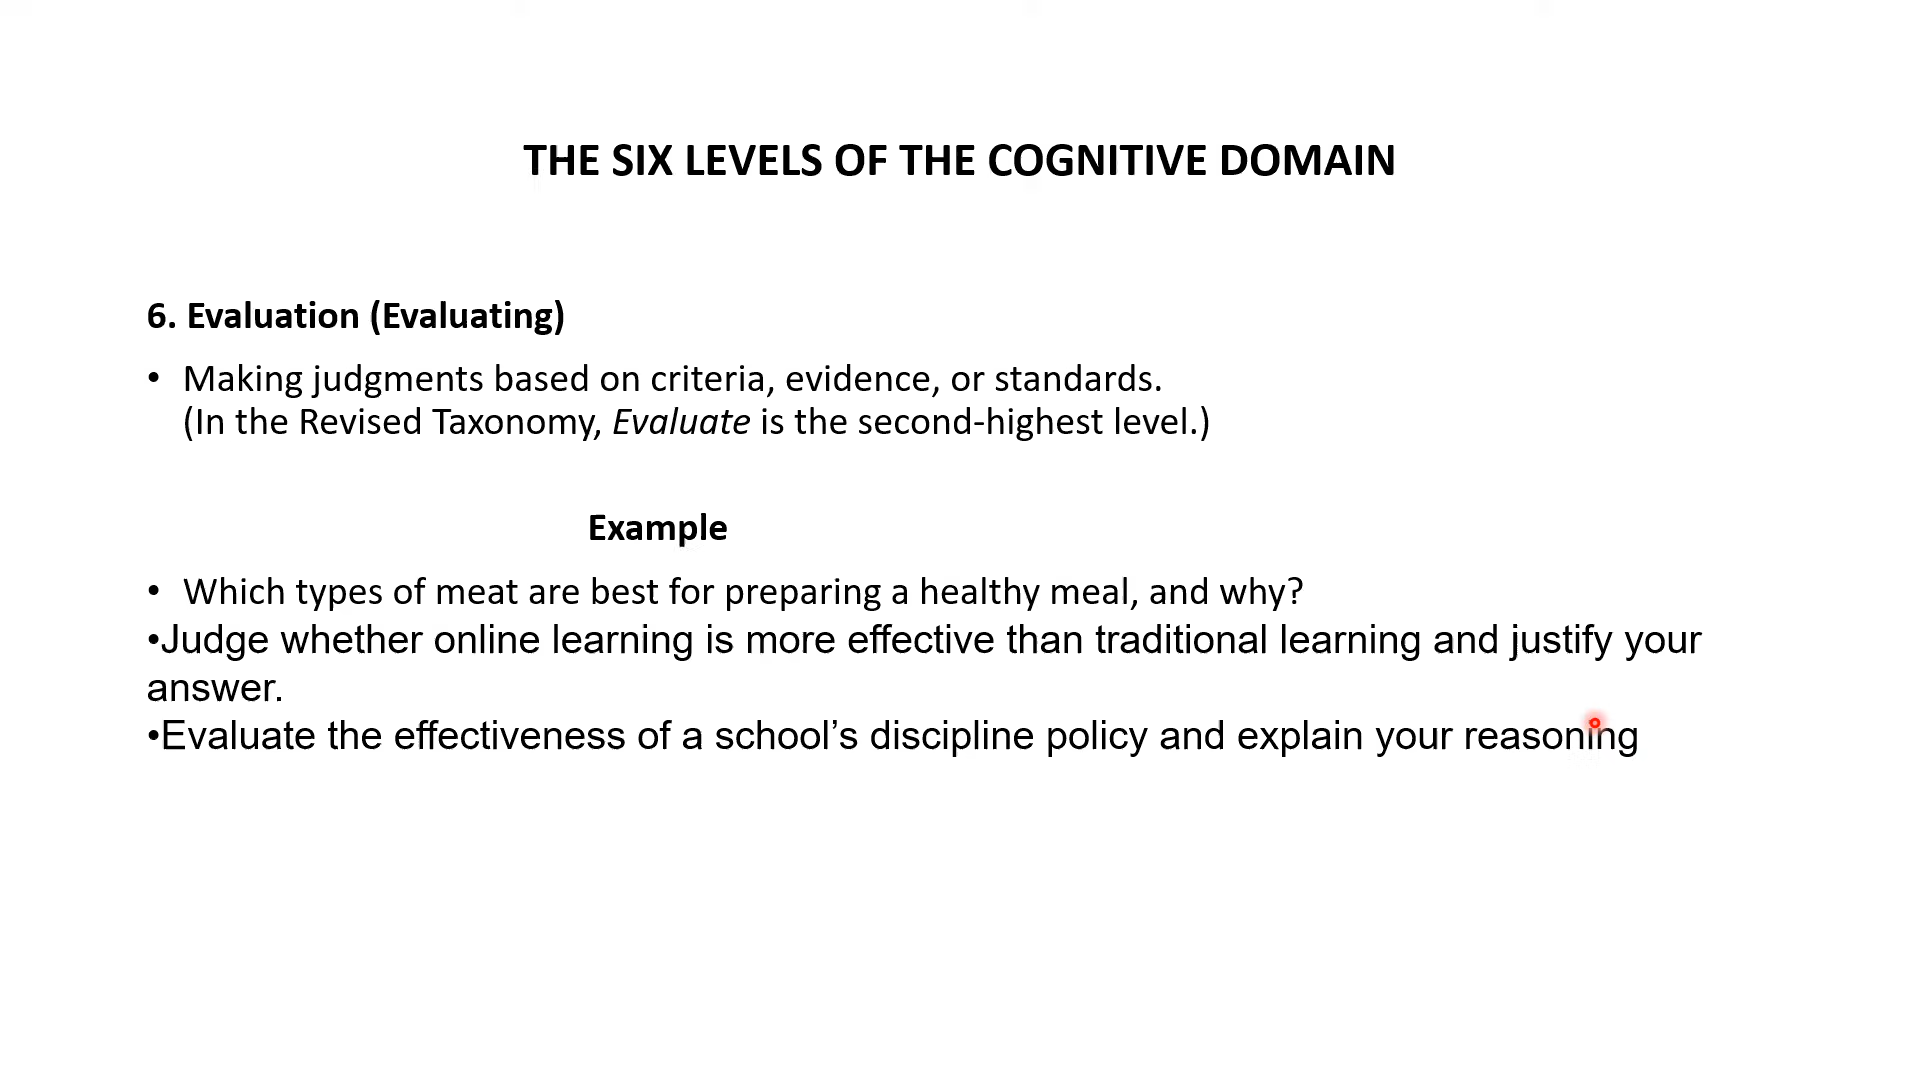 THE SIX LEVELS OF THE COGNITIVE DOMAIN
6. Evaluation (Evaluating)
• Making judgments based on criteria, evidence, or standards.
(In the Revised Taxonomy, Evaluate is the second-highest level.)
Example
• Which types of meat are best for preparing a healthy meal, and why?
•Judge whether online learning is more effective than traditional learning and justify your
answer.
•Evaluate the effectiveness of a school’s discipline policy and explain your reasoning